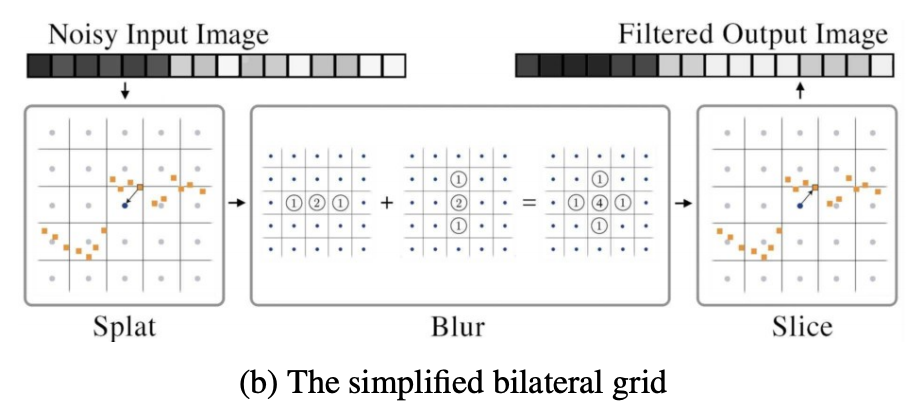 Noisy Input Image
Filtered Output Image
① ② ① + ① ② ① = ① ① ④ ① ①
Splat
Blur
Slice
(b) The simplified bilateral grid